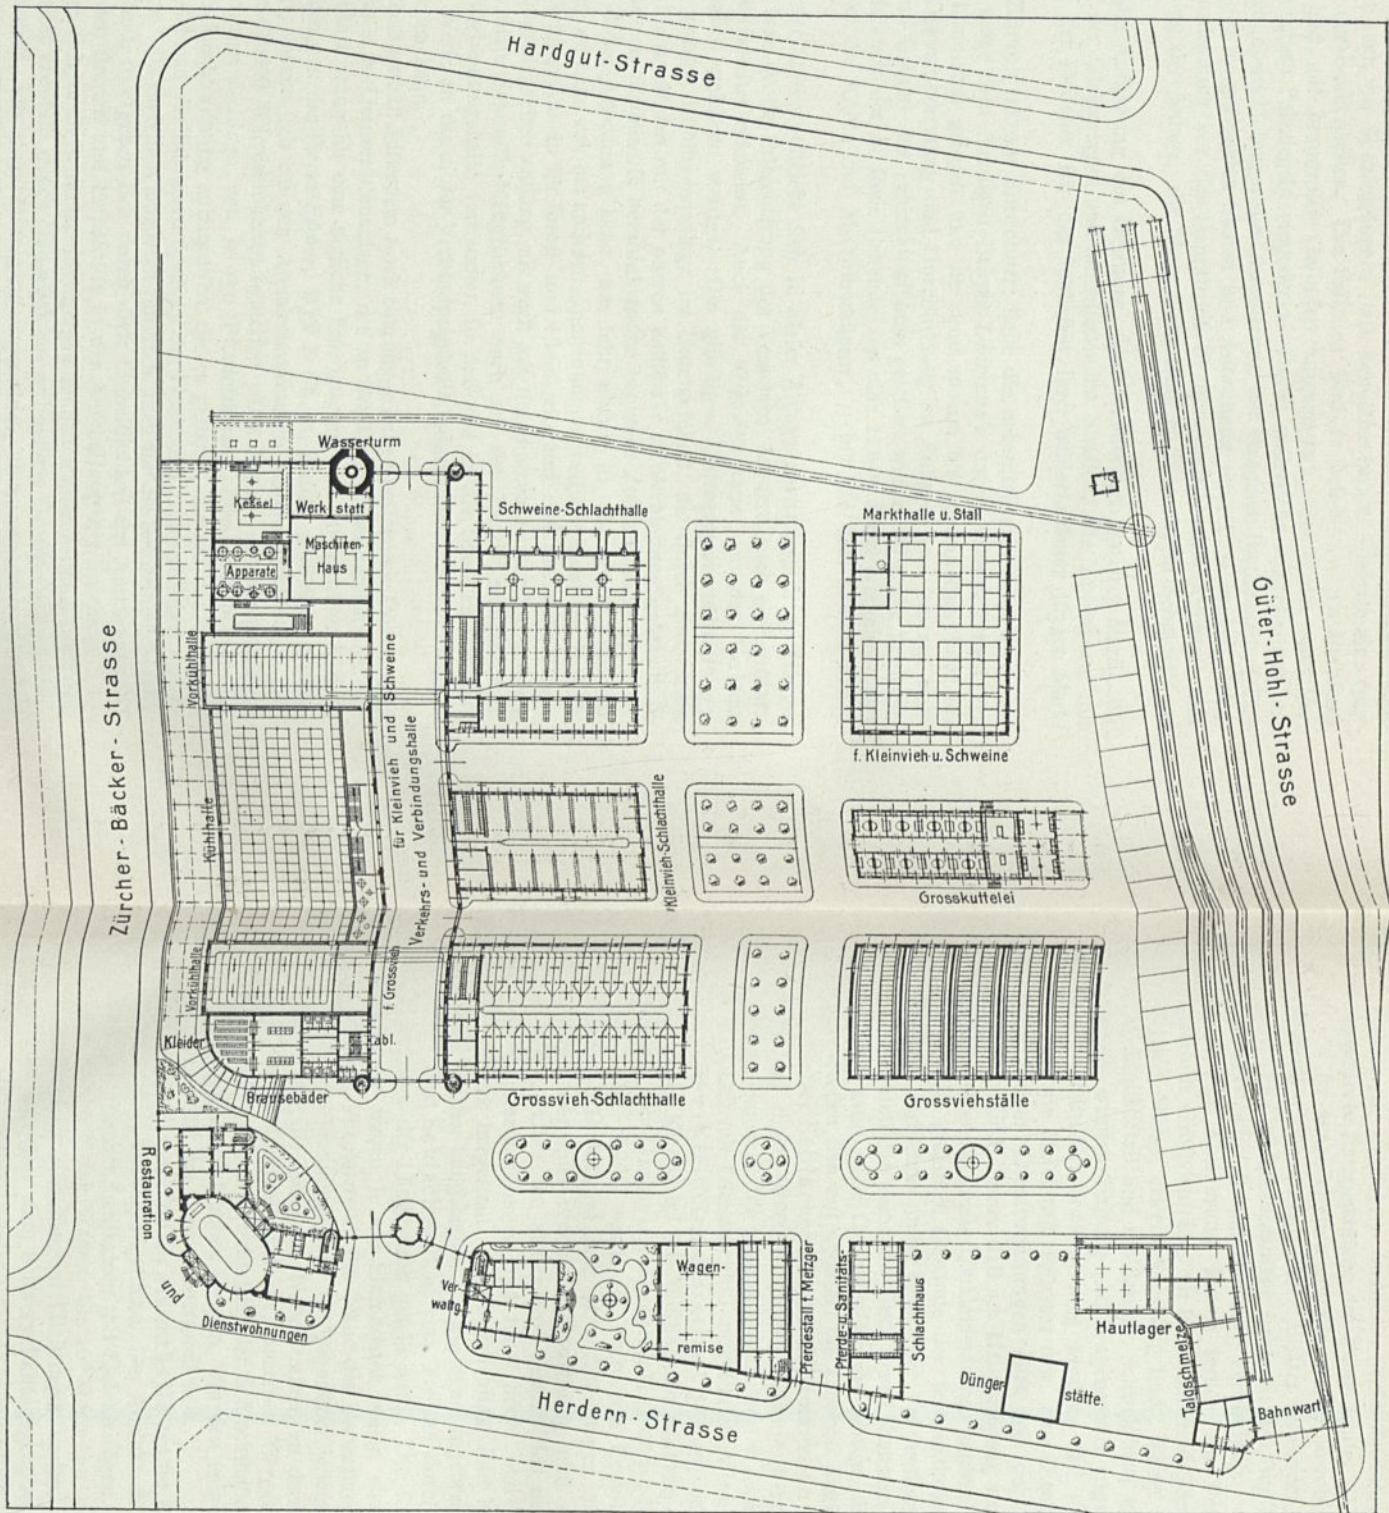 Hardgut-Strasse
Zürcher-Bäcker-Strasse
Güter-Hohl-Strasse
Wasserturm
Kessel
Werk statt
Maschinen-
Haus
Apparate
Schweine-Schlachthalle
Markthalle u. Stall
f. Kleinvieh u. Schweine
Vorkühlhalle
für Kleinvieh und Schweine
Verkehrs- und Verbindungshalle
f. Grossvieh
Kühlhalle
Kleinvieh-Schlachthalle
Grosskuttelei
Vorkühlhalle
Kleider
abl.
Brausebäder
Grossvieh-Schlachthalle
Grossviehställe
Restauration
und
Dienstwohnungen
Ver-
waltg.
Wagen-
remise
Pferdestall f. Metzger
Pferde- u. Sanitäts-
Schlachthaus
Hautlager
Talgschmelze
Dünger-
stätte.
Bahnwart
Herdern-Strasse